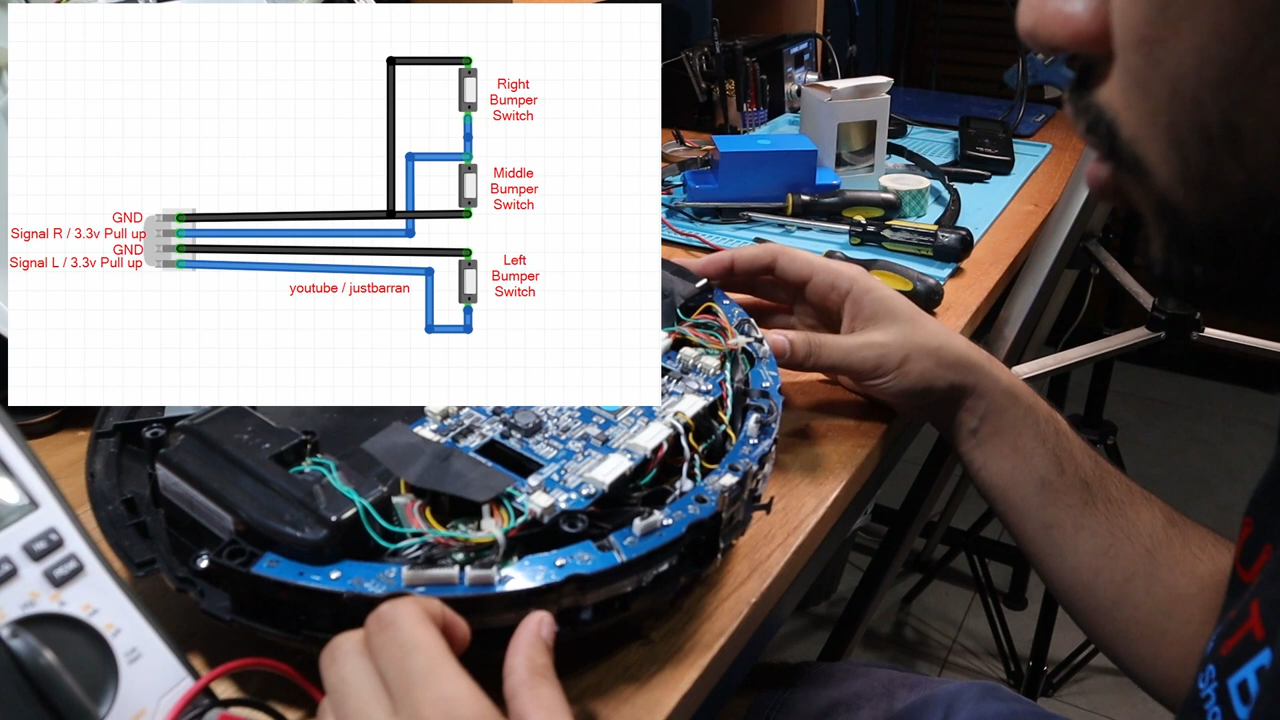 Right
Bumper
Switch
Middle
Bumper
Switch
GND
Signal R / 3.3v Pull up
GND
Signal L / 3.3v Pull up
Left
Bumper
Switch
youtube / justbarran